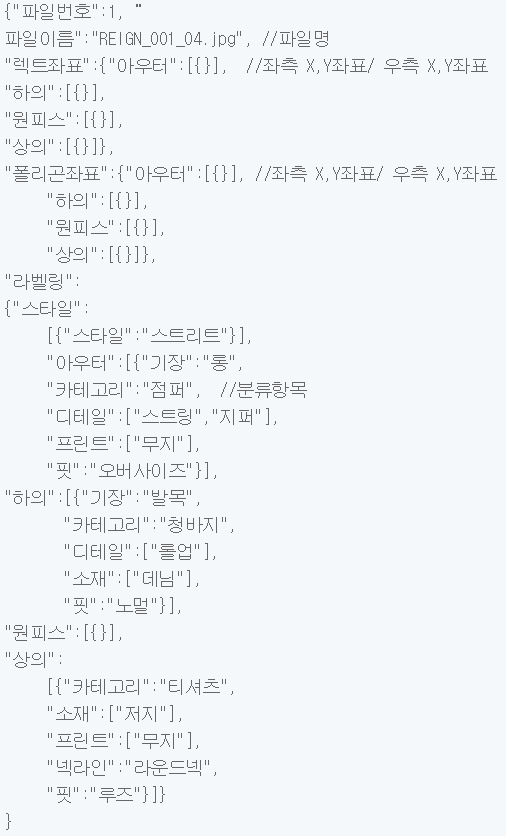 {"파일번호":1, "
파일이름":"REIGN_001_04.jpg", //파일명
"렉트좌표":{"아우터":[{}], //좌측 X,Y좌표/ 우측 X,Y좌표
"하의":[{}],
"원피스":[{}],
"상의":[{}]},
"폴리곤좌표":{"아우터":[{}], //좌측 X,Y좌표/ 우측 X,Y좌표
"하의":[{}],
"원피스":[{}],
"상의":[{}]},
"라벨링":
{"스타일":
[{"스타일":"스트리트"}],
"아우터":[{"기장":"롱",
"카테고리":"점퍼", //분류항목
"디테일":["스트링","지퍼"],
"프린트":["무지"],
"핏":"오버사이즈"}],
"하의":[{"기장":"발목",
"카테고리":"청바지",
"디테일":["롤업"],
"소재":["데님"],
"핏":"노멀"}],
"원피스":[{}],
"상의":
[{"카테고리":"티셔츠",
"소재":["저지"],
"프린트":["무지"],
"넥라인":"라운드넥",
"핏":"루즈"}]}
}